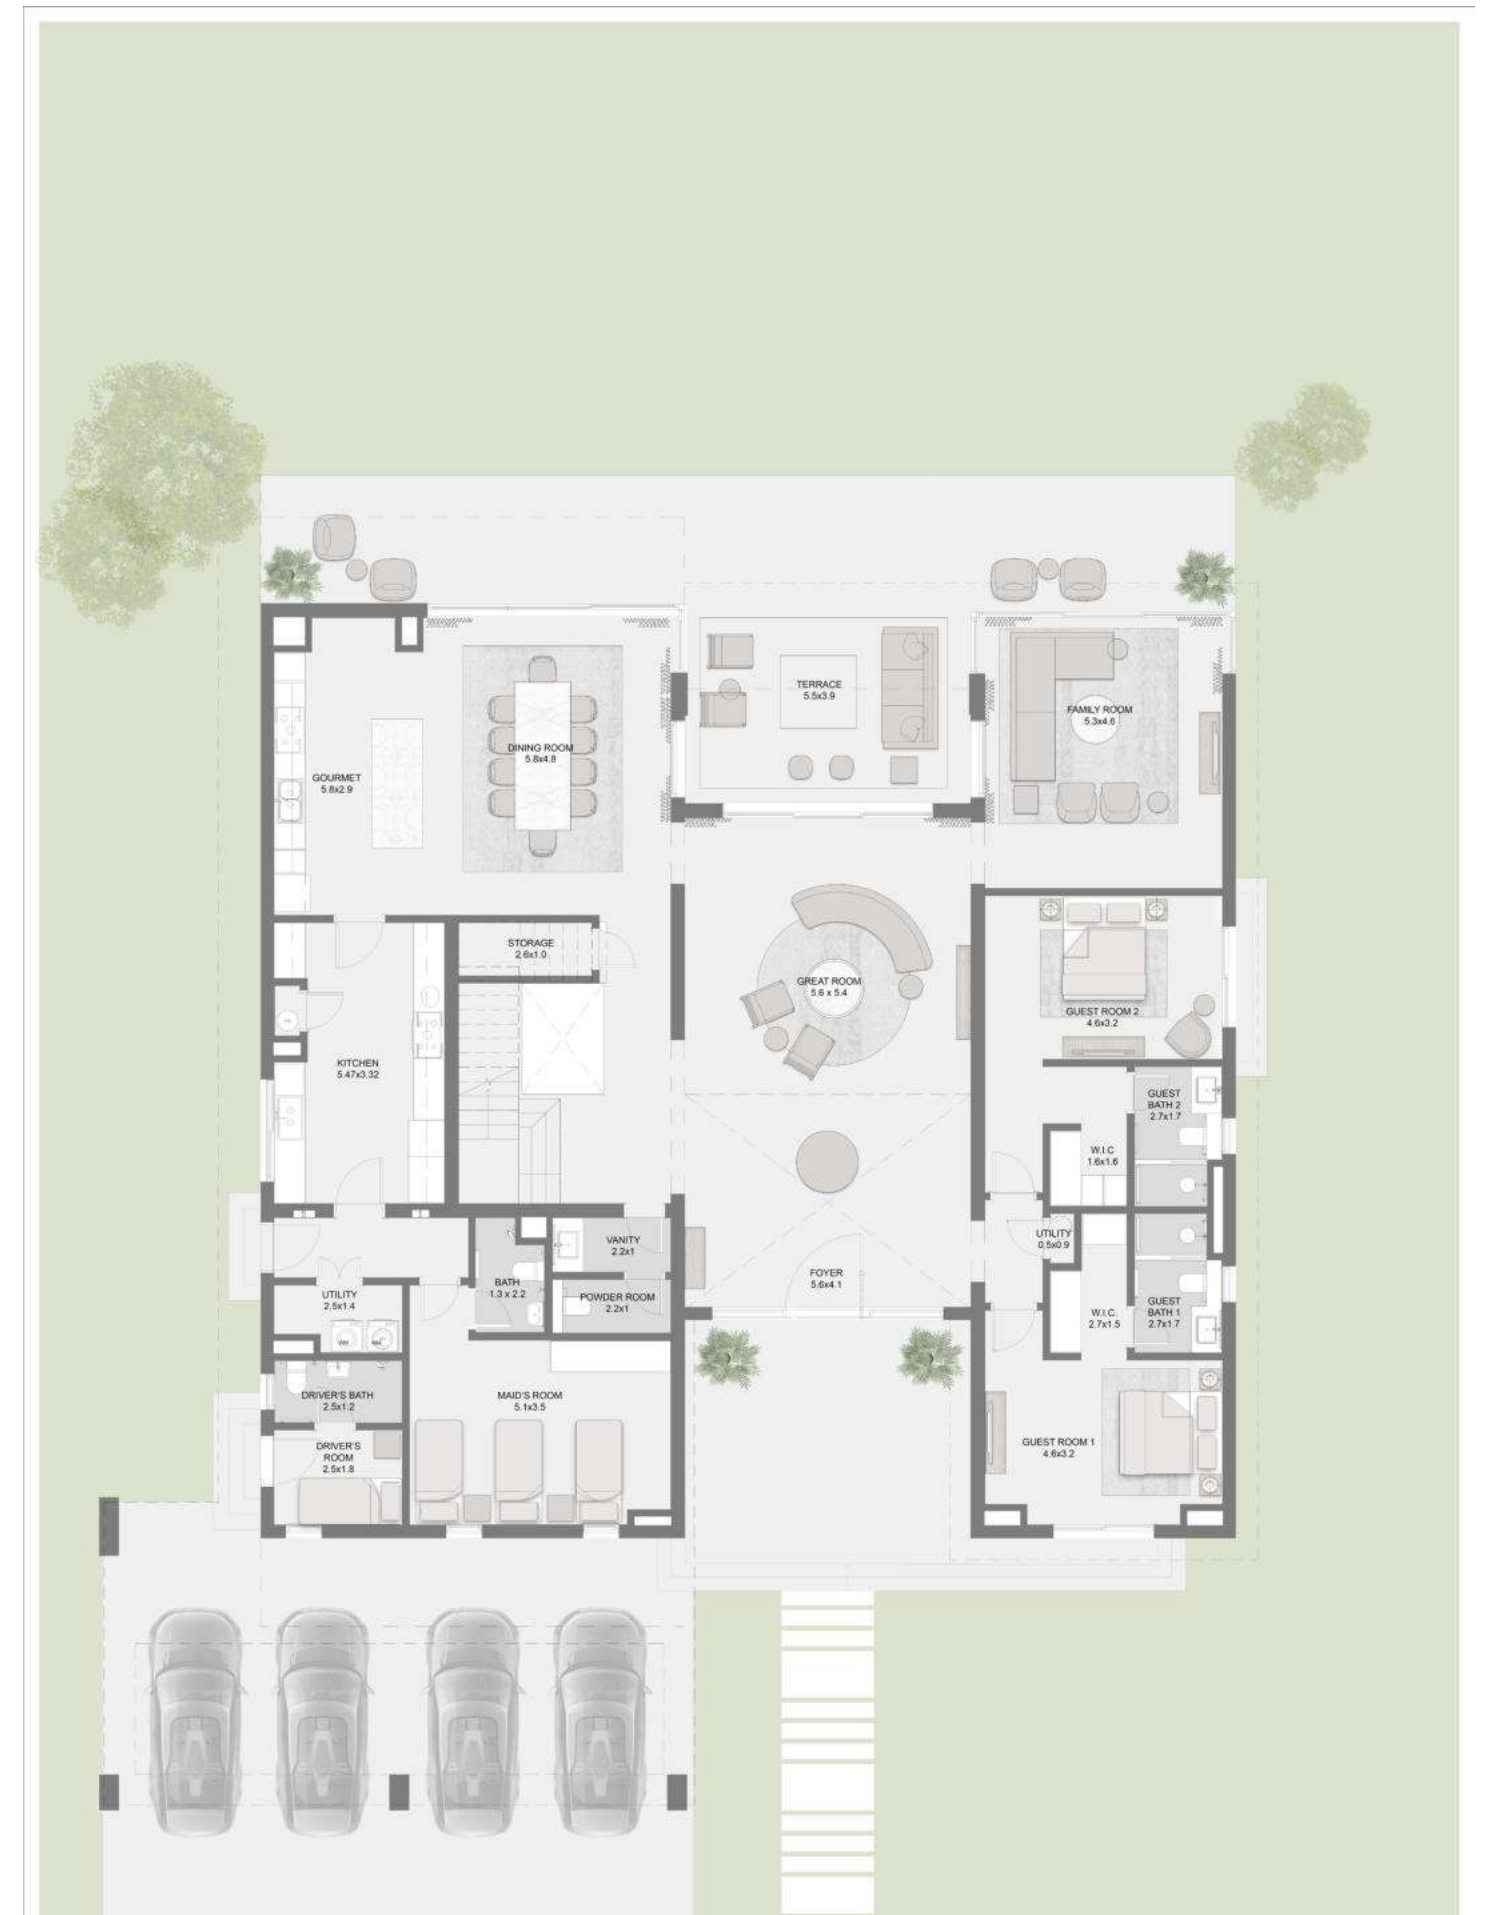 TERRACE
5.5x3.9
FAMILY ROOM
5.3x4.6
DINING ROOM
5.8x4.8
GOURMET
5.8x2.9
STORAGE
2.6x1.0
GREAT ROOM
5.6 x 5.4
GUEST ROOM 2
4.6x3.2
KITCHEN
5.47x3.32
GUEST
BATH 2
2.7x1.7
W.I.C
1.6x1.6
UTILITY
0.5x0.9
VANITY
2.2x1
FOYER
5.6x4.1
BATH
1.3 x 2.2
POWDER ROOM
2.2x1
UTILITY
2.5x1.4
W.I.C.
2.7x1.5
GUEST
BATH 1
2.7x1.7
DRIVER'S BATH
2.5x1.2
MAID'S ROOM
5.1x3.5
DRIVER'S
ROOM
2.5x1.8
GUEST ROOM 1
4.6x3.2